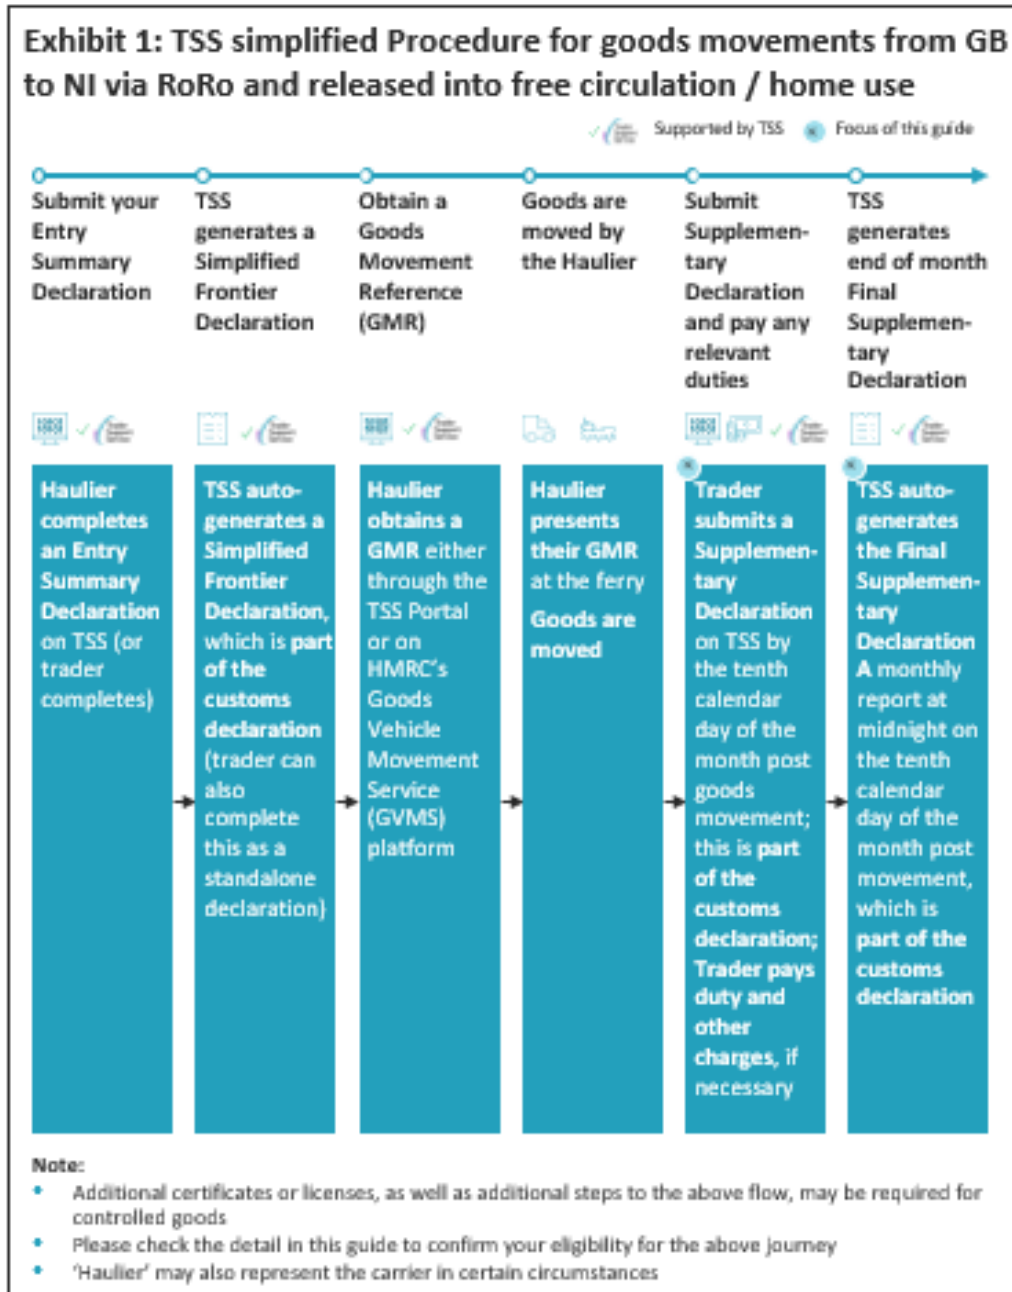 Exhibit 1: TSS simplified Procedure for goods movements from GB
to NI via RoRo and released into free circulation / home use
Supported by TSS
Focus of this guide
Submit your
Entry
Summary
Declaration
TSS
generates a
Simplified
Frontier
Declaration
Obtain a
Goods
Movement
Reference
(GMR)
Goods are
moved by
the Haulier
Submit
Supplemen-
tary
Declaration
and pay any
relevant
duties
TSS
generates
end of month
Final
Supplemen-
tary
Declaration
Haulier
completes
an Entry
Summary
Declaration
on TSS (or
trader
completes)
TSS auto-
generates a
Simplified
Frontier
Declaration,
which is part
of the
customs
declaration
(trader can
also
complete
this as a
standalone
declaration)
Haulier
obtains a
GMR either
through the
TSS Portal
or on
HMRC's
Goods
Vehicle
Movement
Service
(GVMS)
platform
Haulier
presents
their GMR
at the ferry
Goods are
moved
Trader
submits a
Supplemen-
tary
Declaration
on TSS by
the tenth
calendar
day of the
month post
goods
movement;
this is part
of the
customs
declaration;
Trader pays
duty and
other
charges, if
necessary
TSS auto-
generates
the Final
Supplemen-
tary
Declaration
A monthly
report at
midnight on
the tenth
calendar
day of the
month post
movement,
which is
part of the
customs
declaration
Note:
Additional certificates or licenses, as well as additional steps to the above flow, may be required for
controlled goods
Please check the detail in this guide to confirm your eligibility for the above journey
'Haulier' may also represent the carrier in certain circumstances